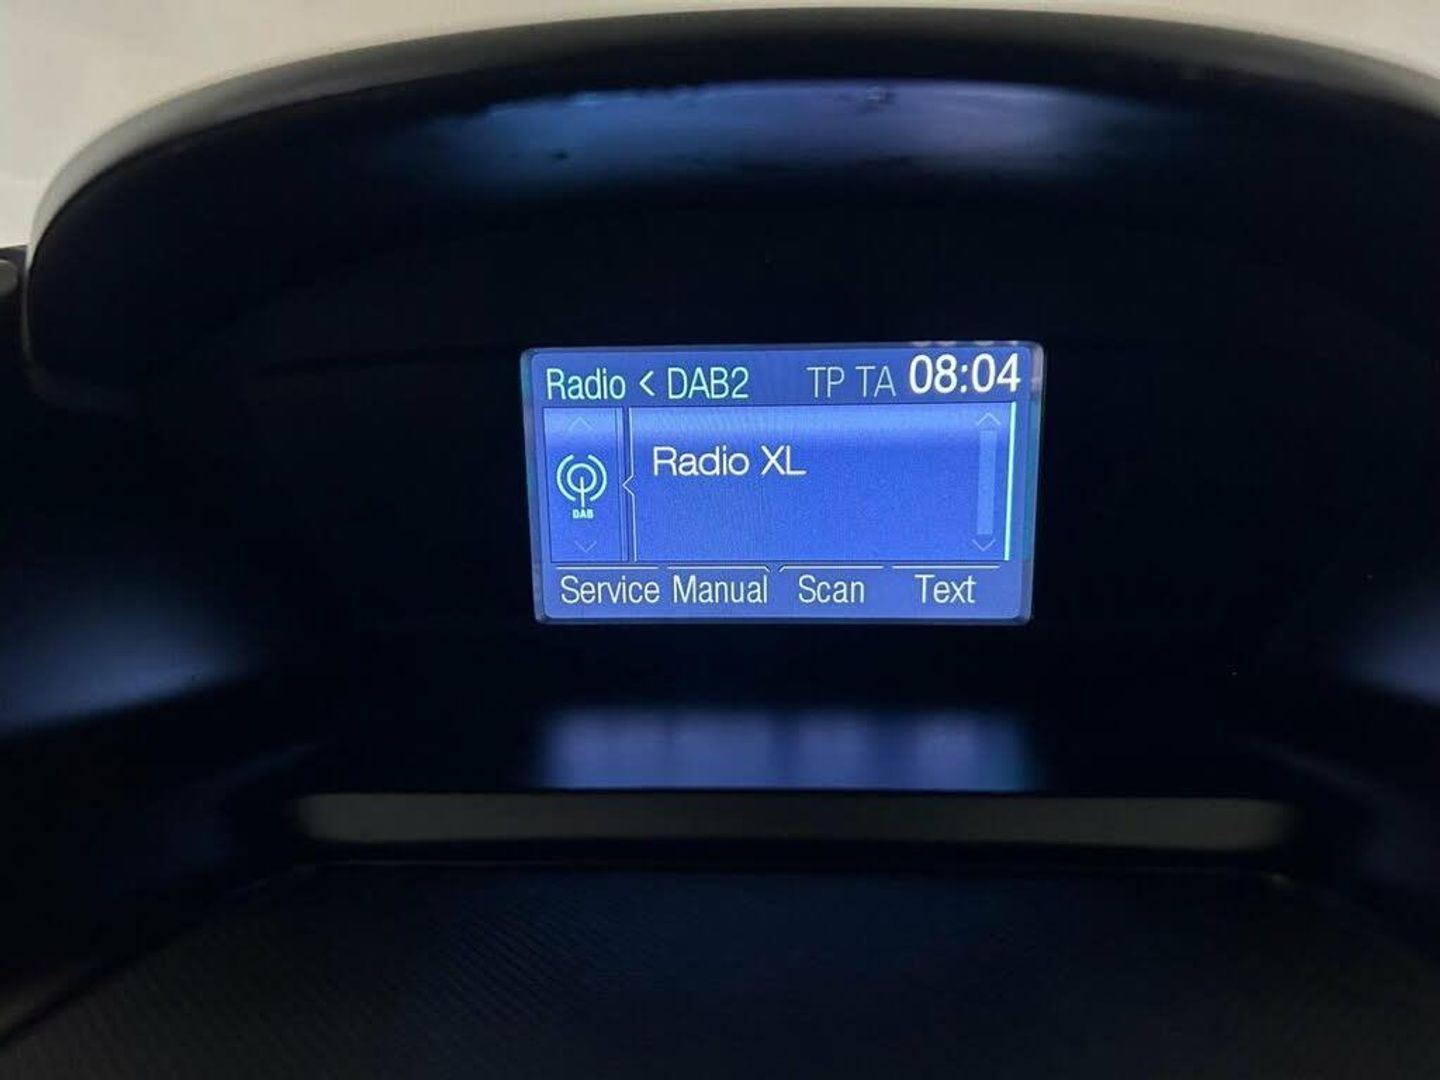 Radio < DAB2 TP TA 08:04
Radio XL
DAB
Service Manual Scan Text